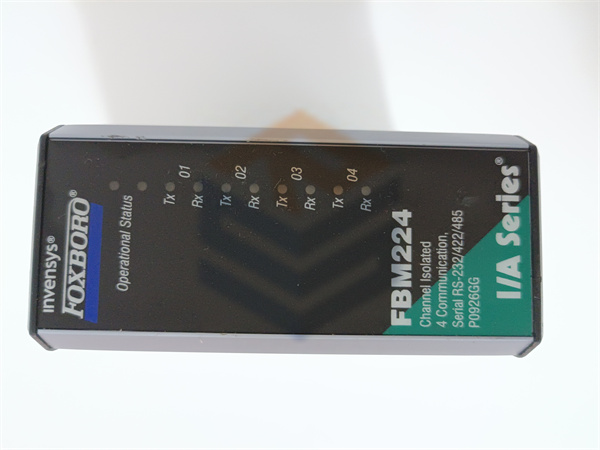 invensys®
FOXBORO®
Operational Status
Tx
01
Rx
Tx
02
Rx
Tx
03
Rx
Tx
04
Rx
FBM224
Channel Isolated
4 Communication,
Serial RS-232/422/485
P0926GG
I/A Series®